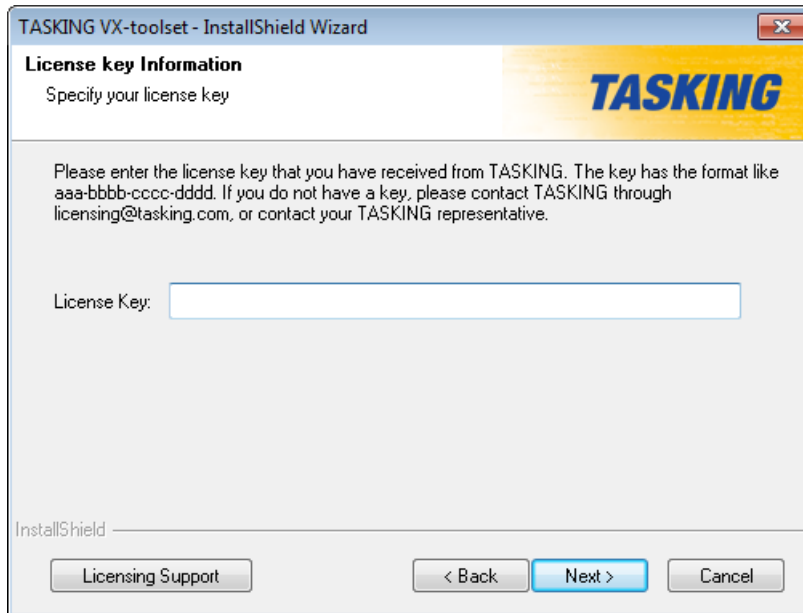 TASKING VX-toolset - InstallShield Wizard
License key Information
Specify your license key
TASKING
Please enter the license key that you have received from TASKING. The key has the format like
aaa-bbbb-cccc-dddd. If you do not have a key, please contact TASKING through
licensing@tasking.com, or contact your TASKING representative.
License Key:
InstallShield
Licensing Support
< Back
Next >
Cancel